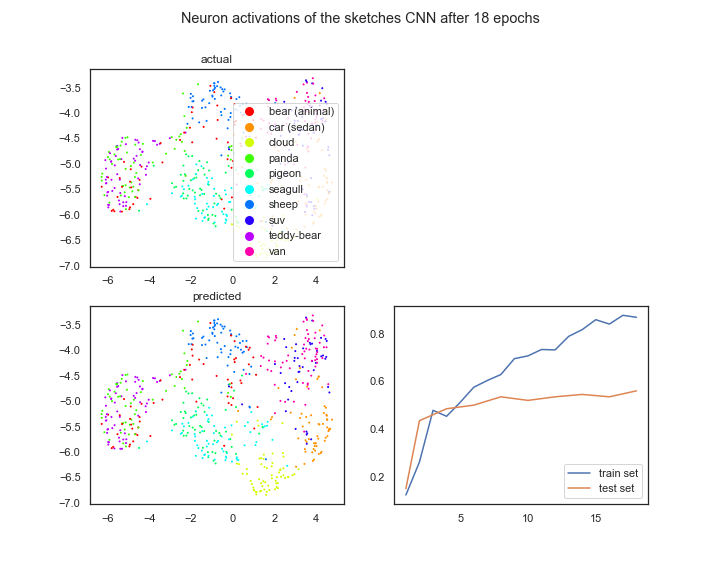 Neuron activations of the sketches CNN after 18 epochs
actual
−3.5
−4.0
−4.5
−5.0
−5.5
−6.0
−6.5
−7.0
bear (animal)
car (sedan)
cloud
panda
pigeon
seagull
sheep
suv
teddy-bear
van
−6 −4 −2 0 2 4
predicted
−3.5
−4.0
−4.5
−5.0
−5.5
−6.0
−6.5
−7.0
−6 −4 −2 0 2 4
0.8
0.6
0.4
0.2
train set
test set
5 10 15